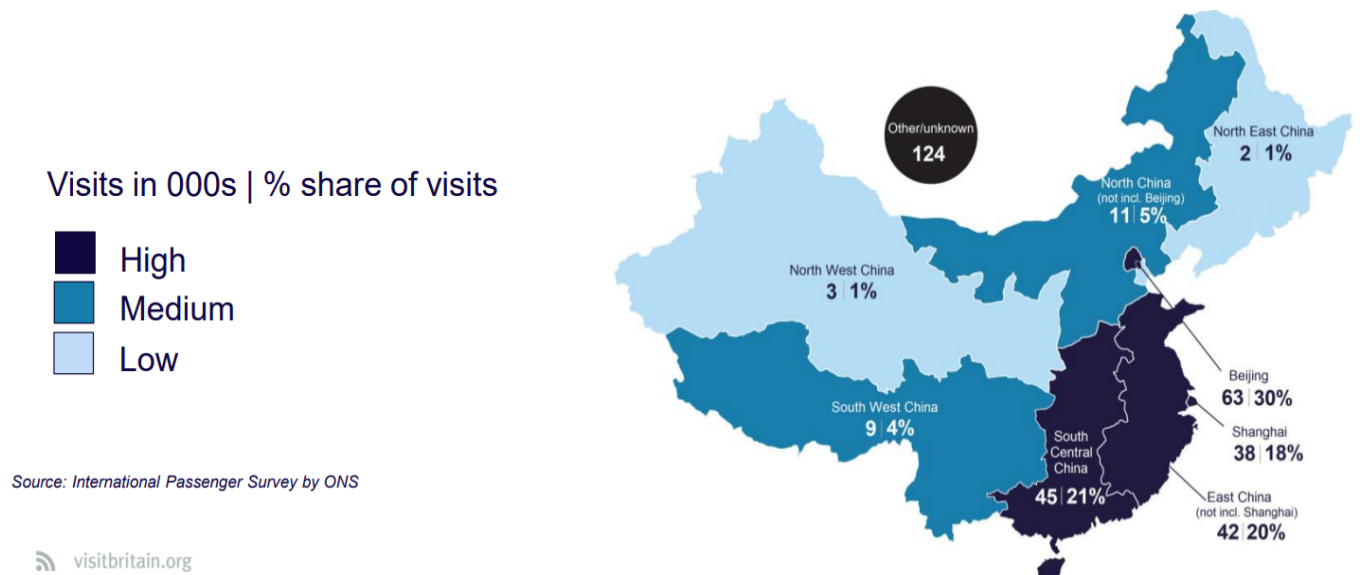 Visits in 000s | % share of visits
High
Medium
Low
Source: International Passenger Survey by ONS
visitbritain.org
Other/unknown
124
North East China
2 | 1%
North China
(not incl. Beijing)
11 | 5%
North West China
3 | 1%
South West China
9 | 4%
South
Central
China
45 | 21%
Beijing
63 | 30%
Shanghai
38 | 18%
East China
(not incl. Shanghai)
42 | 20%